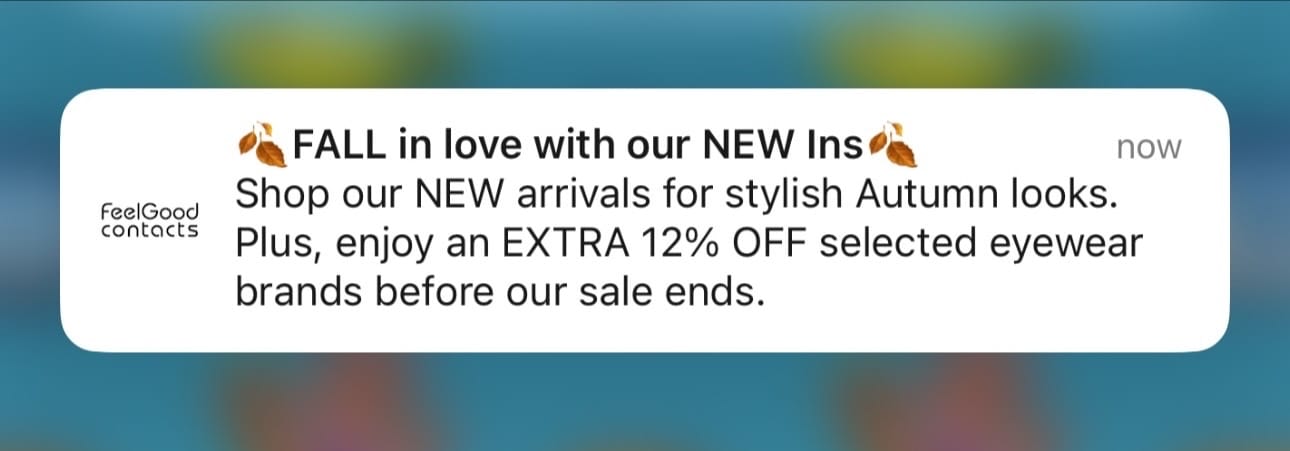 🍂FALL in love with our NEW Ins🍂
now
FeelGood
contacts
Shop our NEW arrivals for stylish Autumn looks.
Plus, enjoy an EXTRA 12% OFF selected eyewear
brands before our sale ends.